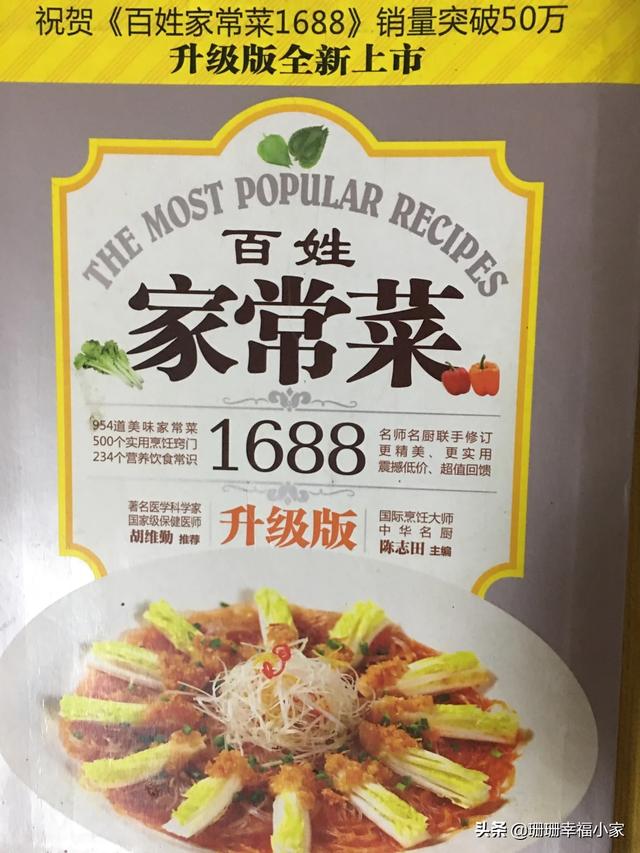 祝贺《百姓家常菜1688》销量突破50万
升级版全新上市
THE MOST POPULAR RECIPES
百姓
家常菜
954道美味家常菜
500个实用烹饪窍门
234个营养饮食常识
1688
名师名厨联手修订
更精美、更实用
震撼低价、超值回馈
著名医学科学家
国家级保健医师
胡维勤 推荐
升级版
国际烹饪大师
中华名厨
陈志田 主编
头条 @珊珊幸福小家